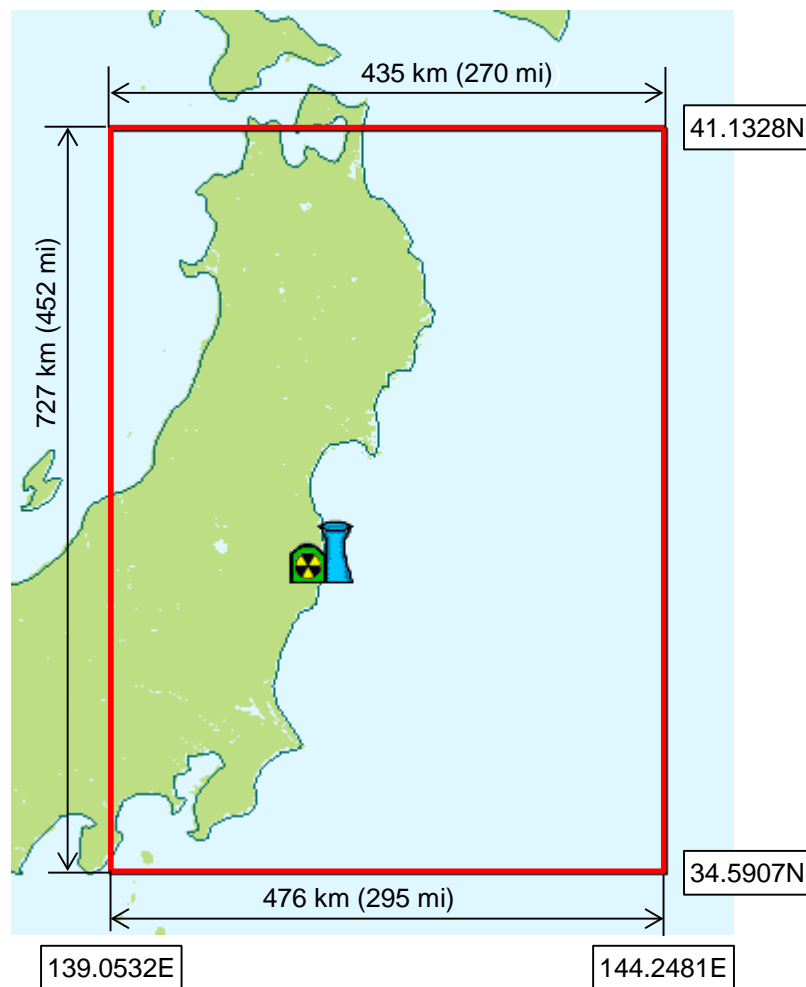 435 km (270 mi)
41.1328N
727 km (452 mi)
34.5907N
476 km (295 mi)
139.0532E
144.2481E